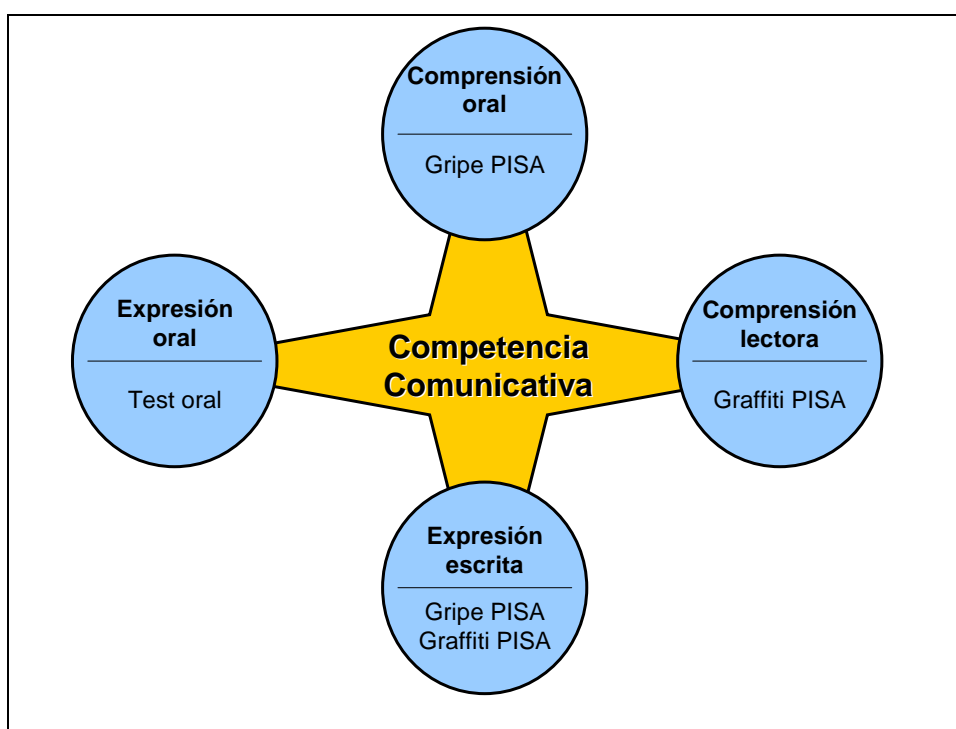 Comprensión
oral
Gripe PISA
Expresión
oral
Test oral
Competencia
Comunicativa
Comprensión
lectora
Graffiti PISA
Expresión
escrita
Gripe PISA
Graffiti PISA